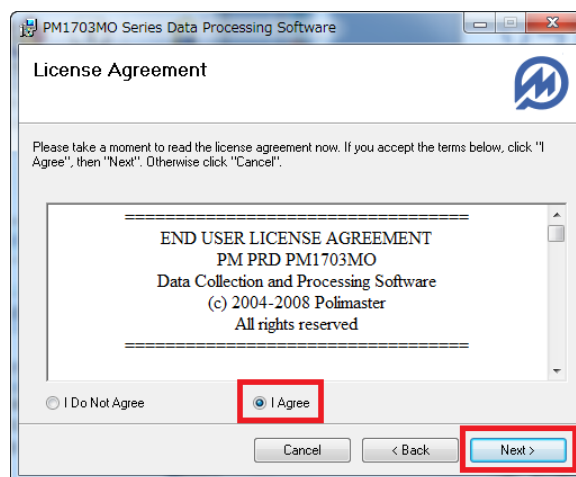 PM1703MO Series Data Processing Software
License Agreement
Please take a moment to read the license agreement now. If you accept the terms below, click "I
Agree", then "Next". Otherwise click "Cancel".
==================================
END USER LICENSE AGREEMENT
PM PRD PM1703MO
Data Collection and Processing Software
(c) 2004-2008 Polimaster
All rights reserved
==================================
I Do Not Agree
I Agree
Cancel
< Back
Next >